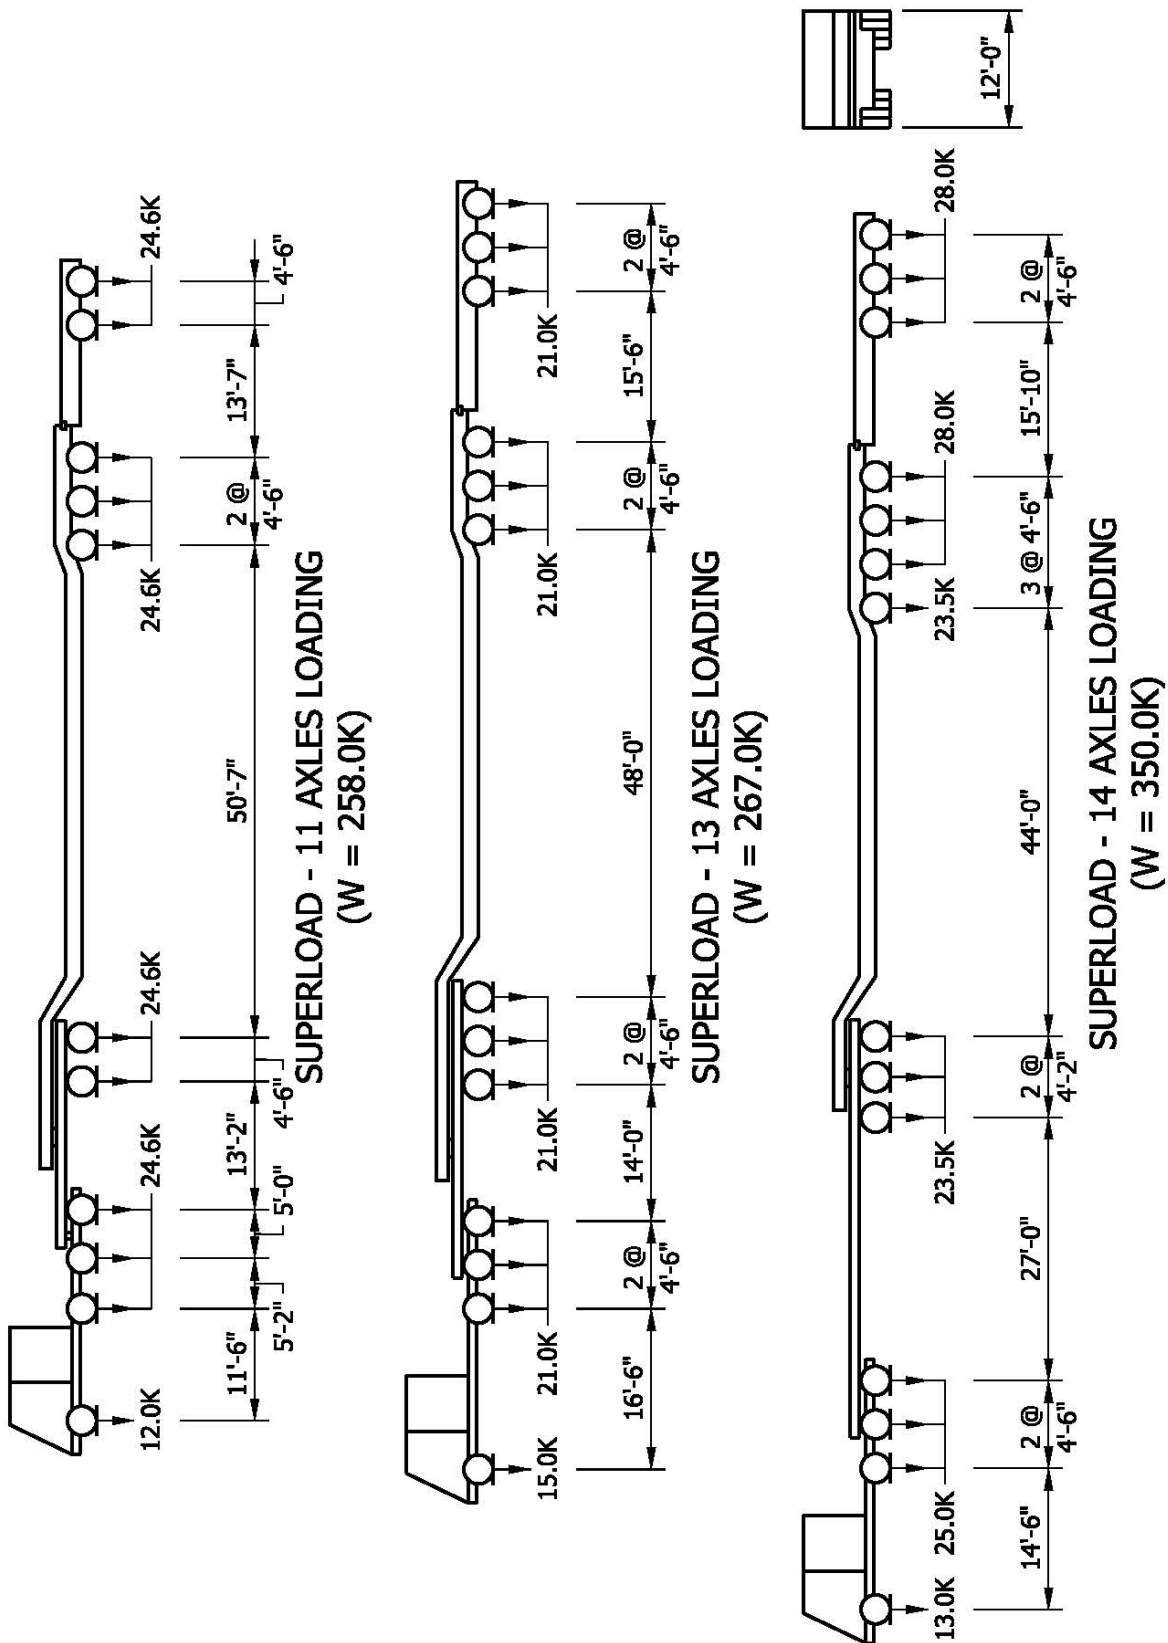 12.0K
24.6K
24.6K
24.6K
24.6K
11'-6"
5'-2"
5'-0"
13'-2"
4'-6"
50'-7"
2 @
4'-6"
13'-7"
4'-6"
SUPERLOAD - 11 AXLES LOADING
(W = 258.0K)
15.0K
21.0K
21.0K
21.0K
21.0K
16'-6"
2 @
4'-6"
14'-0"
2 @
4'-6"
48'-0"
2 @
4'-6"
15'-6"
2 @
4'-6"
SUPERLOAD - 13 AXLES LOADING
(W = 267.0K)
13.0K
25.0K
23.5K
23.5K
28.0K
28.0K
12'-0"
14'-6"
2 @
4'-6"
27'-0"
2 @
4'-2"
44'-0"
3 @ 4'-6"
15'-10"
2 @
4'-6"
SUPERLOAD - 14 AXLES LOADING
(W = 350.0K)